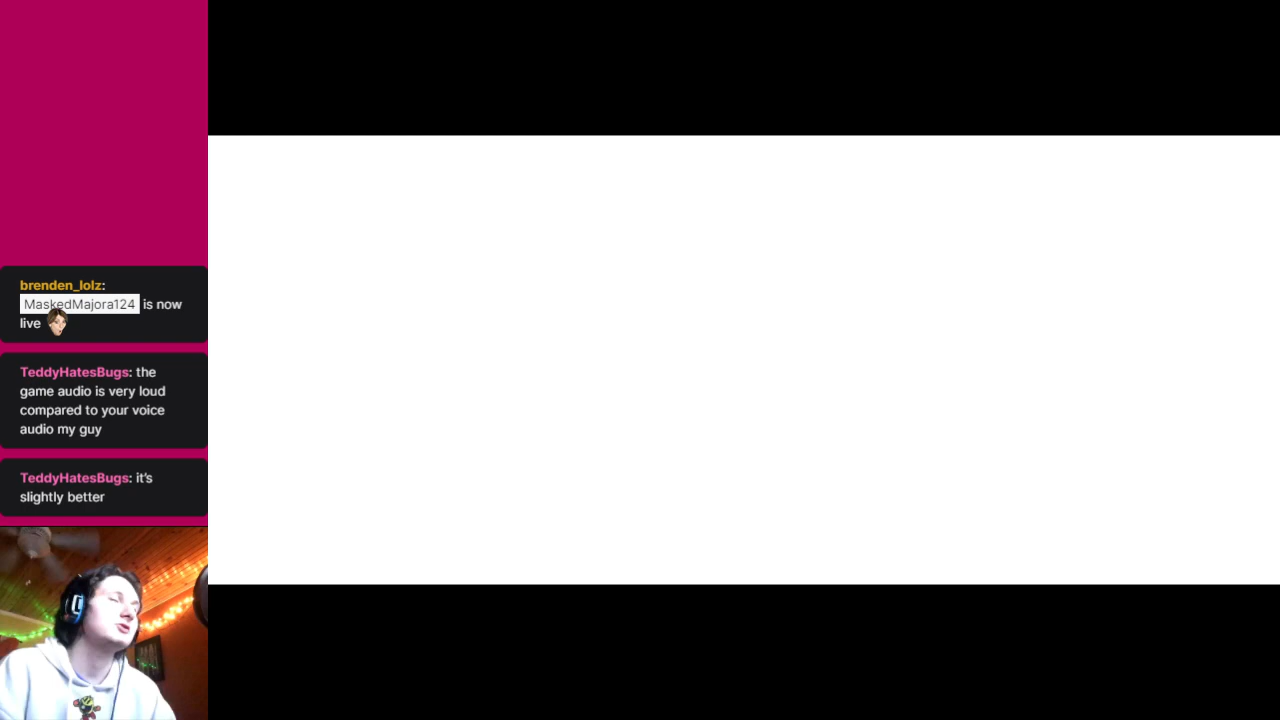 brenden_lolz:
MaskedMajora124 is now
live
TeddyHatesBugs: the
game audio is very loud
compared to your voice
audio my guy
TeddyHatesBugs: it's
slightly better